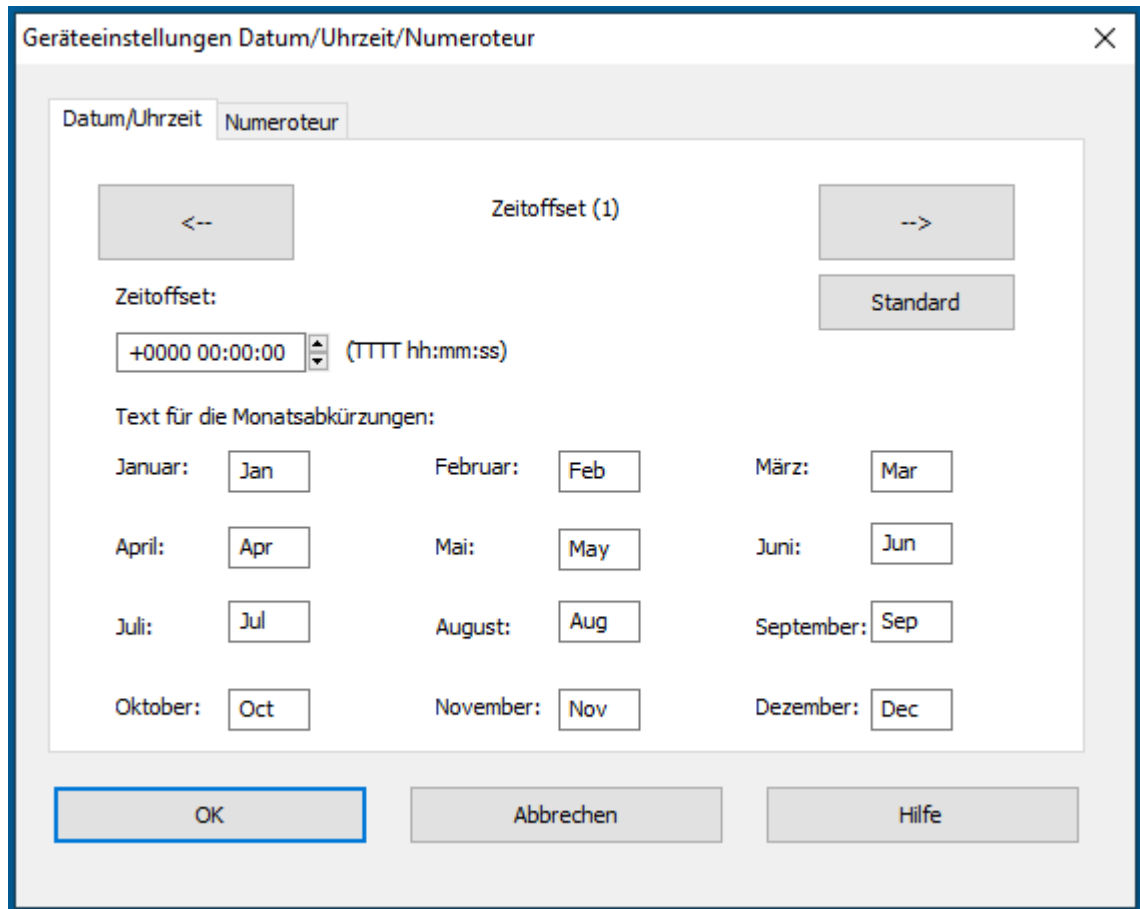 Geräteeinstellungen Datum/Uhrzeit/Numeroteur
Datum/Uhrzeit Numeroteur
<-- Zeitoffset (1) -->
Zeitoffset: Standard
+0000 00:00:00 (TTTT hh:mm:ss)
Text für die Monatsabkürzungen:
Januar: Jan Februar: Feb März: Mar
April: Apr Mai: May Juni: Jun
Juli: Jul August: Aug September: Sep
Oktober: Oct November: Nov Dezember: Dec
OK Abbrechen Hilfe